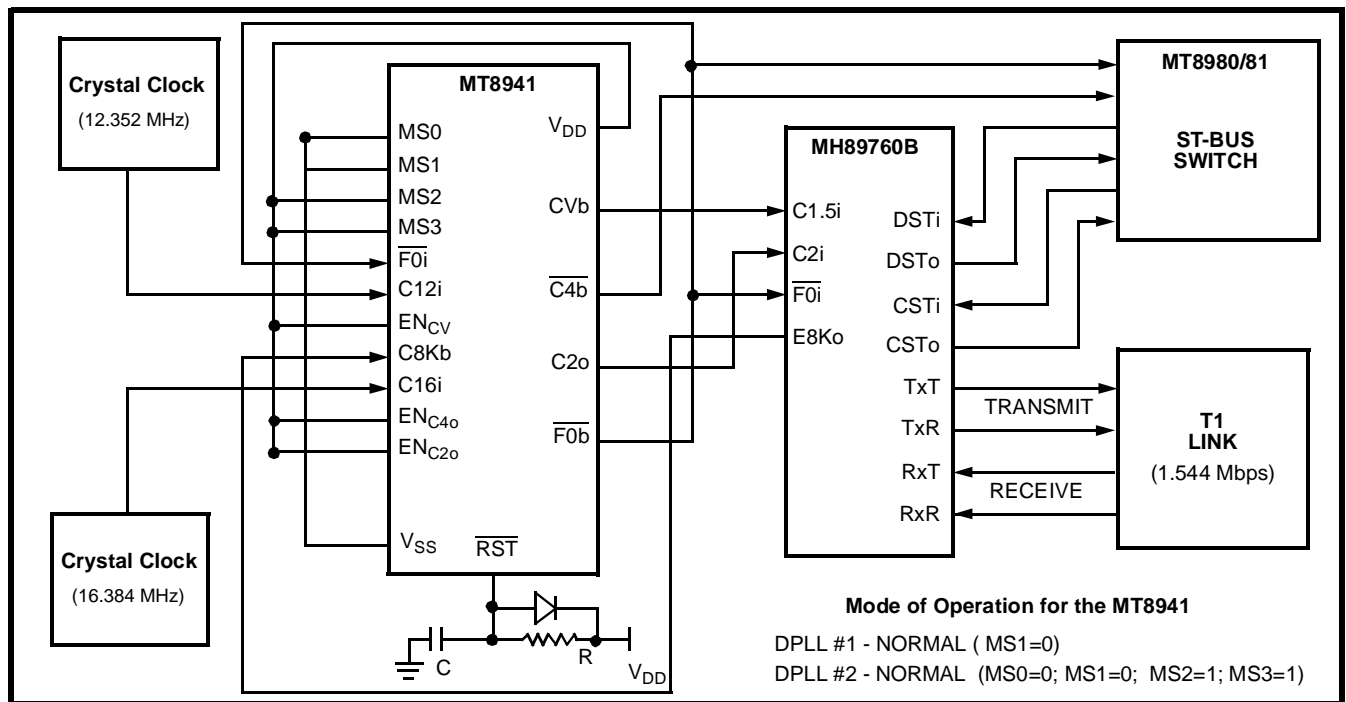 Crystal Clock
(12.352 MHz)
Crystal Clock
(16.384 MHz)
MT8941
MS0
MS1
MS2
MS3
F0i
C12i
ENCV
C8Kb
C16i
ENC4o
ENC2o
VSS
RST
VDD
CVb
C4b
C2o
F0b
C
R
VDD
MH89760B
C1.5i
C2i
F0i
E8Ko
DSTi
DSTo
CSTi
CSTo
TxT
TxR
RxT
RxR
TRANSMIT
RECEIVE
MT8980/81
ST-BUS
SWITCH
T1
LINK
(1.544 Mbps)
Mode of Operation for the MT8941
DPLL #1 - NORMAL ( MS1=0)
DPLL #2 - NORMAL (MS0=0; MS1=0; MS2=1; MS3=1)